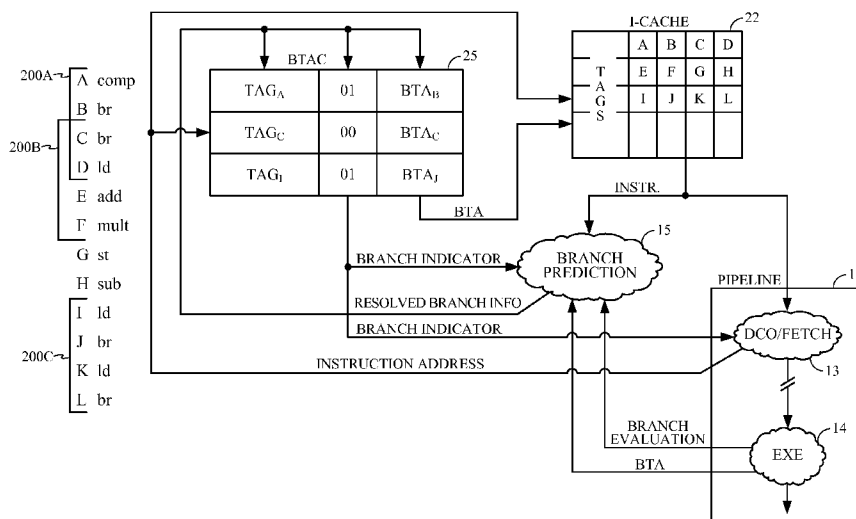 I-CACHE
22
BTAC
25
TAGS
A B C D
E F G H
I J K L
200A
A comp
B br
200B
C br
D ld
E add
F mult
G st
H sub
200C
I ld
J br
K ld
L br
TAGA 01 BTAB
TAGC 00 BTAC
TAGI 01 BTAJ
BTA
INSTR.
15
BRANCH PREDICTION
BRANCH INDICATOR
RESOLVED BRANCH INFO
BRANCH INDICATOR
INSTRUCTION ADDRESS
PIPELINE
1
DCO/FETCH
13
BRANCH
EVALUATION
BTA
14
EXE